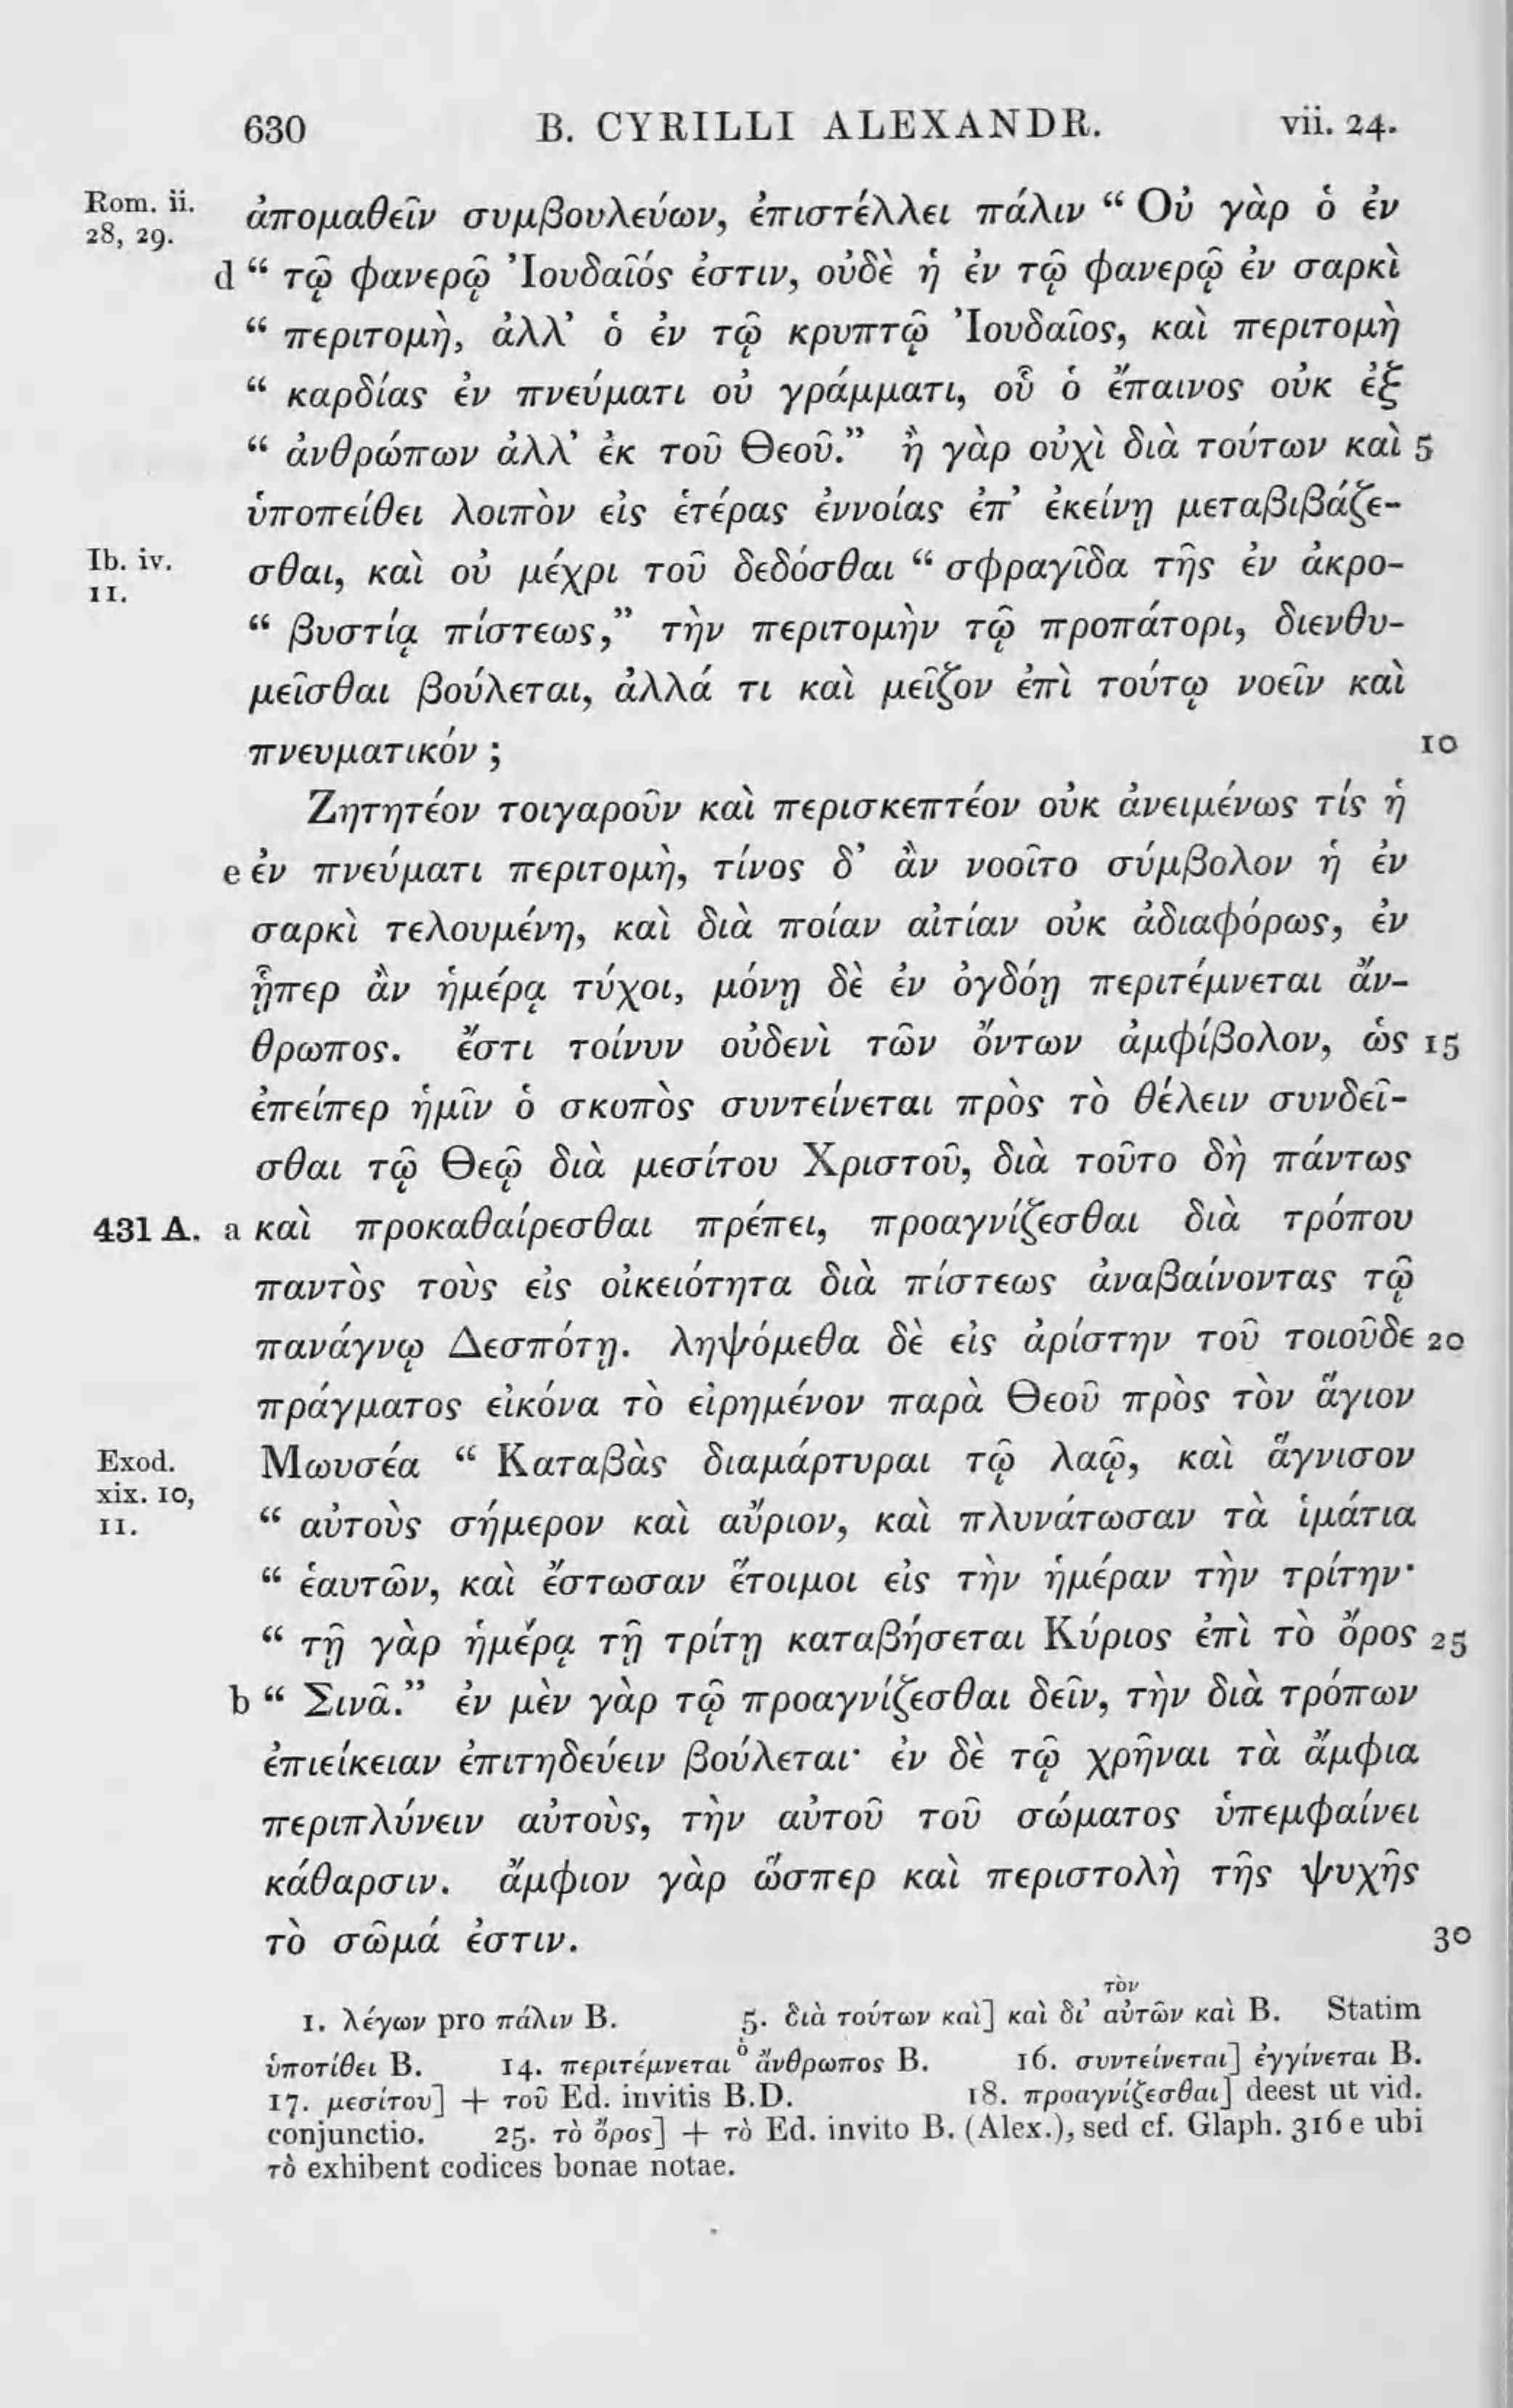 630 B. CYRILLI ALEXANDR. vii. 24.
Rom. ii. 28, 29. ἀπομαθεῖν συμβουλεύων, ἐπιστέλλει πάλιν “ Οὐ γὰρ ὁ ἐν
d “ τῷ φανερῷ Ἰουδαῖός ἐστιν, οὐδὲ ἡ ἐν τῷ φανερῷ ἐν σαρκὶ
“ περιτομὴ, ἀλλ’ ὁ ἐν τῷ κρυπτῷ Ἰουδαῖος, καὶ περιτομὴ
“ καρδίας ἐν πνεύματι οὐ γράμματι, οὗ ὁ ἔπαινος οὐκ ἐξ
“ ἀνθρώπων ἀλλ’ ἐκ τοῦ Θεοῦ.” ἢ γὰρ οὐχὶ διὰ τούτων καὶ 5
ὑποπείθει λοιπὸν εἰς ἑτέρας ἐννοίας ἐπ’ ἐκείνῃ μεταβιβάζε-
Ib. iv. 11. σθαι, καὶ οὐ μέχρι τοῦ δεδόσθαι “ σφραγῖδα τῆς ἐν ἀκρο-
“ βυστίᾳ πίστεως,” τὴν περιτομὴν τῷ προπάτορι, διενθυ-
μεῖσθαι βούλεται, ἀλλά τι καὶ μεῖζον ἐπὶ τούτῳ νοεῖν καὶ
πνευματικόν ; 10
Ζητητέον τοιγαροῦν καὶ περισκεπτέον οὐκ ἀνειμένως τίς ἡ
e ἐν πνεύματι περιτομὴ, τίνος δ’ ἂν νοοῖτο σύμβολον ἡ ἐν
σαρκὶ τελουμένη, καὶ διὰ ποίαν αἰτίαν οὐκ ἀδιαφόρως, ἐν
ᾗπερ ἂν ἡμέρᾳ τύχοι, μόνῃ δὲ ἐν ὀγδόῃ περιτέμνεται ἄν-
θρωπος. ἔστι τοίνυν οὐδενὶ τῶν ὄντων ἀμφίβολον, ὡς 15
ἐπείπερ ἡμῖν ὁ σκοπὸς συντείνεται πρὸς τὸ θέλειν συνδεῖ-
σθαι τῷ Θεῷ διὰ μεσίτου Χριστοῦ, διὰ τοῦτο δὴ πάντως
431 A. a καὶ προκαθαίρεσθαι πρέπει, προαγνίζεσθαι διὰ τρόπου
παντὸς τοὺς εἰς οἰκειότητα διὰ πίστεως ἀναβαίνοντας τῷ
πανάγνῳ Δεσπότῃ. ληψόμεθα δὲ εἰς ἀρίστην τοῦ τοιοῦδε 20
πράγματος εἰκόνα τὸ εἰρημένον παρὰ Θεοῦ πρὸς τὸν ἅγιον
Exod. xix. 10, 11. Μωυσέα “ Καταβὰς διαμάρτυραι τῷ λαῷ, καὶ ἅγνισον
“ αὐτοὺς σήμερον καὶ αὔριον, καὶ πλυνάτωσαν τὰ ἱμάτια
“ ἑαυτῶν, καὶ ἔστωσαν ἕτοιμοι εἰς τὴν ἡμέραν τὴν τρίτην·
“ τῇ γὰρ ἡμέρᾳ τῇ τρίτῃ καταβήσεται Κύριος ἐπὶ τὸ ὄρος 25
b “ Σινᾶ.” ἐν μὲν γὰρ τῷ προαγνίζεσθαι δεῖν, τὴν διὰ τρόπων
ἐπιείκειαν ἐπιτηδεύειν βούλεται· ἐν δὲ τῷ χρῆναι τὰ ἄμφια
περιπλύνειν αὐτοὺς, τὴν αὐτοῦ τοῦ σώματος ὑπεμφαίνει
κάθαρσιν. ἄμφιον γὰρ ὥσπερ καὶ περιστολὴ τῆς ψυχῆς
τὸ σῶμά ἐστιν. 30
1. λέγων pro πάλιν B. 5. διὰ τούτων καὶ] καὶ δι’ αὐτῶν τὸν καὶ B. Statim
ὑποτίθει B. 14. περιτέμνεται ὁ ἄνθρωπος B. 16. συντείνεται] ἐγγίνεται B.
17. μεσίτου] + τοῦ Ed. invitis B.D. 18. προαγνίζεσθαι] deest ut vid.
conjunctio. 25. τὸ ὄρος] + τὸ Ed. invito B. (Alex.), sed cf. Glaph. 316 e ubi
τὸ exhibent codices bonae notae.